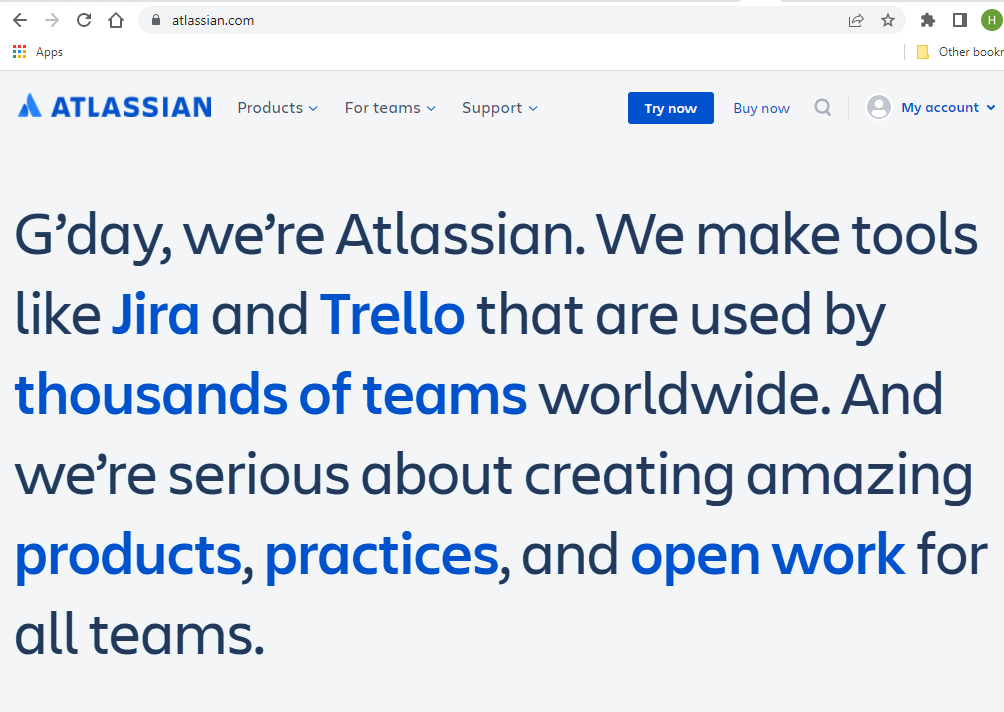 atlassian.com
H
Apps
Other bookr
ATLASSIAN Products For teams Support Try now Buy now My account
G’day, we’re Atlassian. We make tools
like Jira and Trello that are used by
thousands of teams worldwide. And
we’re serious about creating amazing
products, practices, and open work for
all teams.